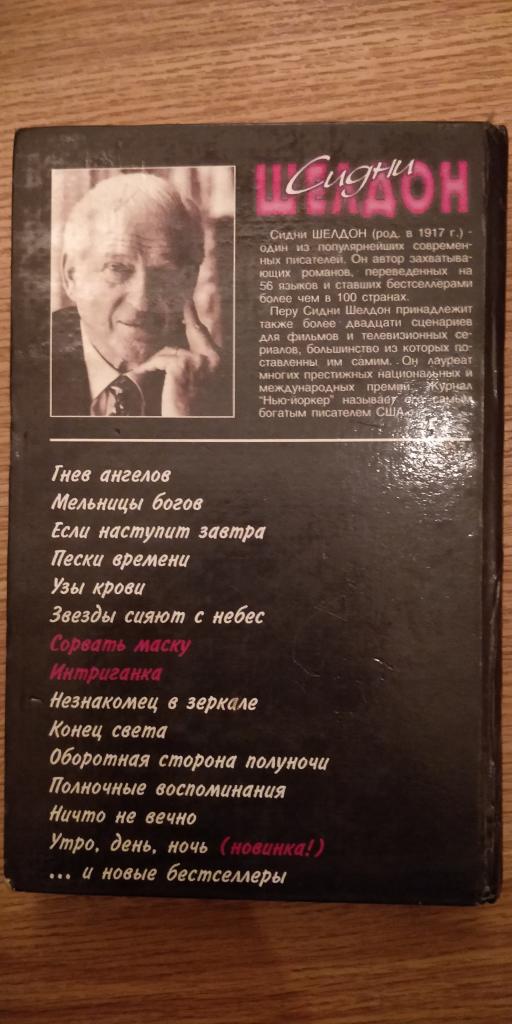 Сидни
ШЕЛДОН
Сидни ШЕЛДОН (род. в 1917 г.) -
один из популярнейших современ-
ных писателей. Он автор захватыва-
ющих романов, переведенных на
56 языков и ставших бестселлерами
более чем в 100 странах.
Перу Сидни Шелдон принадлежит
также более двадцати сценариев
для фильмов и телевизионных се-
риалов, большинство из которых по-
ставлены им самим. Он лауреат
многих престижных национальных и
международных премий. Журнал
"Нью-йоркер" называет его самым
богатым писателем США.
Гнев ангелов
Мельницы богов
Если наступит завтра
Пески времени
Узы крови
Звезды сияют с небес
Сорвать маску
Интриганка
Незнакомец в зеркале
Конец света
Оборотная сторона полуночи
Полночные воспоминания
Ничто не вечно
Утро, день, ночь (новинка!)
... и новые бестселлеры